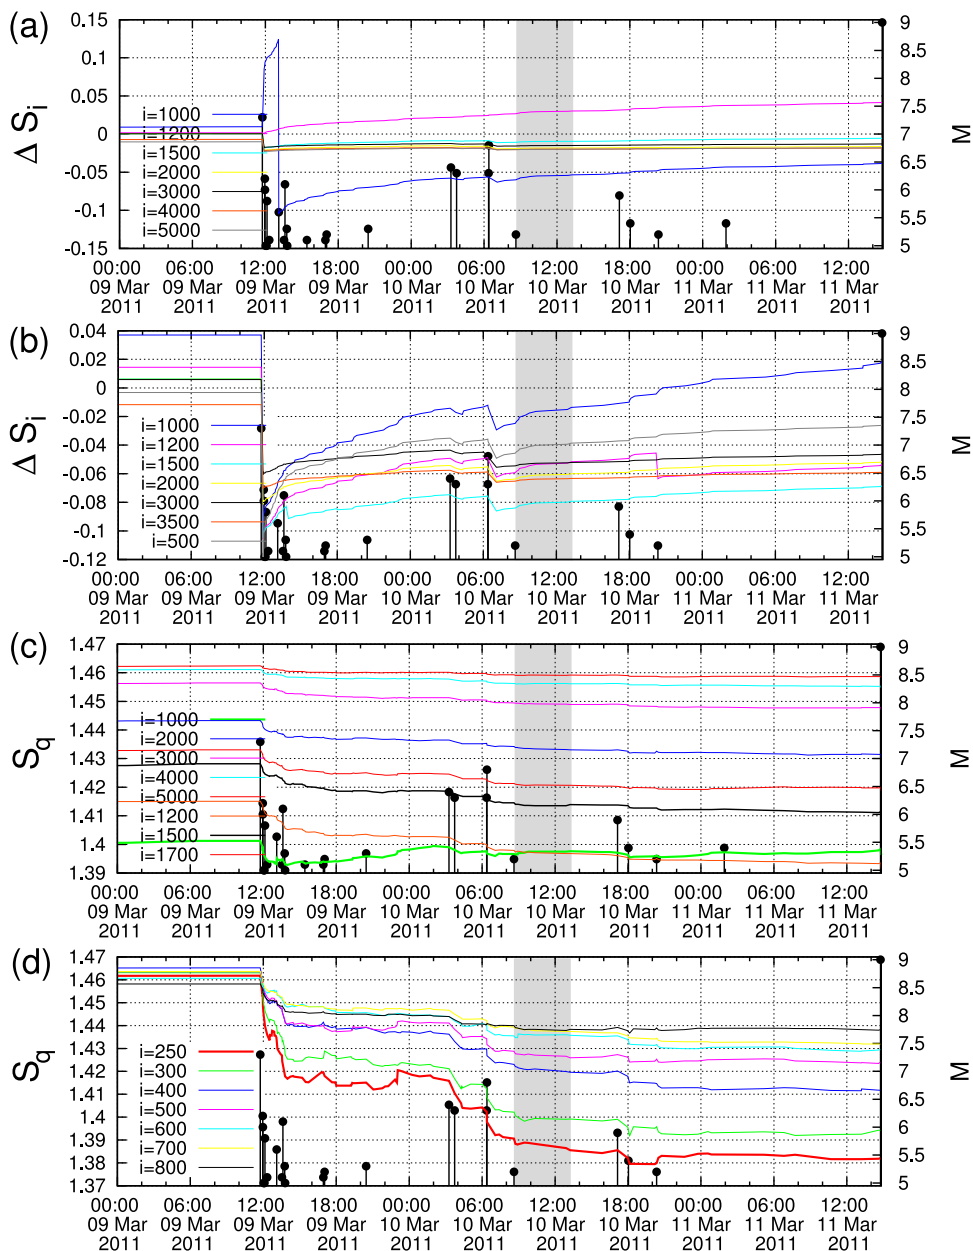 (a)
0.15
0.1
0.05
0
-0.05
-0.1
-0.15
Δ S_i
i=1000
i=1200
i=1500
i=2000
i=3000
i=4000
i=5000
9
8
7
6
5
M
00:00 06:00 12:00 18:00 00:00 06:00 12:00 18:00 00:00 06:00 12:00
09 Mar 09 Mar 09 Mar 09 Mar 10 Mar 10 Mar 10 Mar 10 Mar 11 Mar 11 Mar 11 Mar
2011 2011 2011 2011 2011 2011 2011 2011 2011 2011 2011
(b)
0.04
0.02
0
-0.02
-0.04
-0.06
-0.08
-0.1
-0.12
Δ S_i
i=1000
i=1200
i=1500
i=2000
i=3000
i=3500
i=500
9
8.5
8
7.5
7
6.5
6
5.5
5
M
00:00 06:00 12:00 18:00 00:00 06:00 12:00 18:00 00:00 06:00 12:00
09 Mar 09 Mar 09 Mar 09 Mar 10 Mar 10 Mar 10 Mar 10 Mar 11 Mar 11 Mar 11 Mar
2011 2011 2011 2011 2011 2011 2011 2011 2011 2011 2011
(c)
1.47
1.46
1.45
1.44
1.43
1.42
1.41
1.4
1.39
S_q
i=1000
i=2000
i=3000
i=4000
i=5000
i=1200
i=1500
i=1700
9
8.5
8
7.5
7
6.5
6
5.5
5
M
00:00 06:00 12:00 18:00 00:00 06:00 12:00 18:00 00:00 06:00 12:00
09 Mar 09 Mar 09 Mar 09 Mar 10 Mar 10 Mar 10 Mar 10 Mar 11 Mar 11 Mar 11 Mar
2011 2011 2011 2011 2011 2011 2011 2011 2011 2011 2011
(d)
1.47
1.46
1.45
1.44
1.43
1.42
1.41
1.4
1.39
1.38
1.37
S_q
i=250
i=300
i=400
i=500
i=600
i=700
i=800
9
8.5
8
7.5
7
6.5
6
5.5
5
M
00:00 06:00 12:00 18:00 00:00 06:00 12:00 18:00 00:00 06:00 12:00
09 Mar 09 Mar 09 Mar 09 Mar 10 Mar 10 Mar 10 Mar 10 Mar 11 Mar 11 Mar 11 Mar
2011 2011 2011 2011 2011 2011 2011 2011 2011 2011 2011